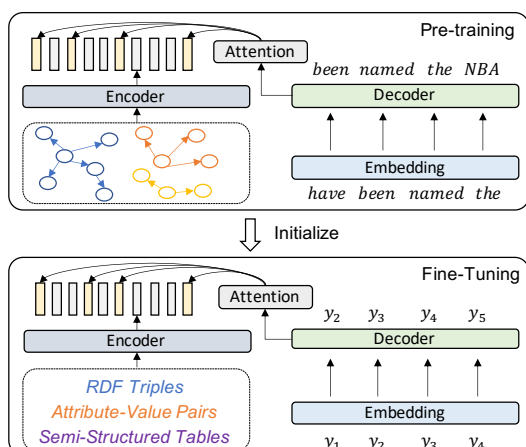 Pre-training
Attention
been named the NBA
Encoder
Decoder
Embedding
have been named the
Initialize
Fine-Tuning
Attention
y2 y3 y4 y5
Encoder
Decoder
RDF Triples
Attribute-Value Pairs
Semi-Structured Tables
Embedding
y1 y2 y3 y4